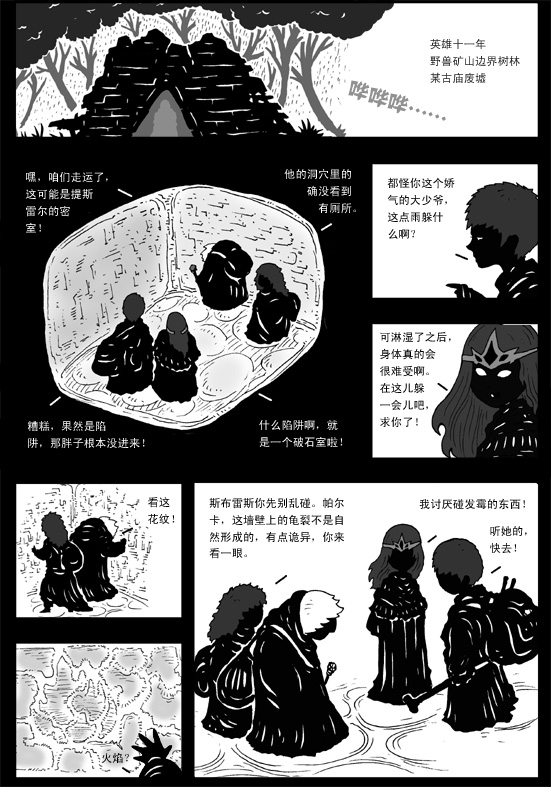 英雄十一年
野兽矿山边界树林
某古庙废墟
哗哗哗……
嘿，咱们走运了，
这可能是提斯
雷尔的密
室！
他的洞穴里的
确没看到
有厕所。
都怪你这个娇
气的大少爷，
这点雨躲什
么啊？
可淋湿了之后，
身体真的会
很难受啊。
在这儿躲
一会儿吧，
求你了！
糟糕，果然是陷
阱，那胖子根本没进来！
什么陷阱啊，就
是一个破石室啦！
看这
花纹！
斯布雷斯你先别乱碰。帕尔
卡，这墙壁上的龟裂不是自
然形成的，有点诡异，你来
看一眼。
我讨厌碰发霉的东西！
听她的，
快去！
火焰？